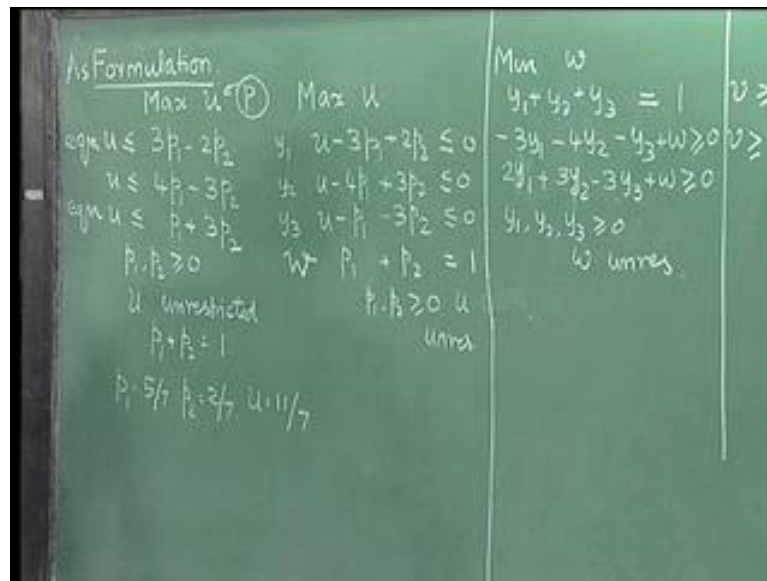 As Formulation
Max u P
eqn u ≤ 3p₁ - 2p₂
u ≤ 4p₁ - 3p₂
eqn u ≤ p₁ + 3p₂
p₁, p₂ ≥ 0
u unrestricted
p₁ + p₂ = 1
p₁ = 5/7 p₂ = 2/7 u = 11/7
Max u
y₁ u - 3p₁ + 2p₂ ≤ 0
y₂ u - 4p₁ + 3p₂ ≤ 0
y₃ u - p₁ - 3p₂ ≤ 0
W p₁ + p₂ = 1
p₁, p₂ ≥ 0 u
unres
Min w
y₁ + y₂ + y₃ = 1
-3y₁ - 4y₂ - y₃ + w ≥ 0
2y₁ + 3y₂ - 3y₃ + w ≥ 0
y₁, y₂, y₃ ≥ 0
w unres.
v ≥
v ≥